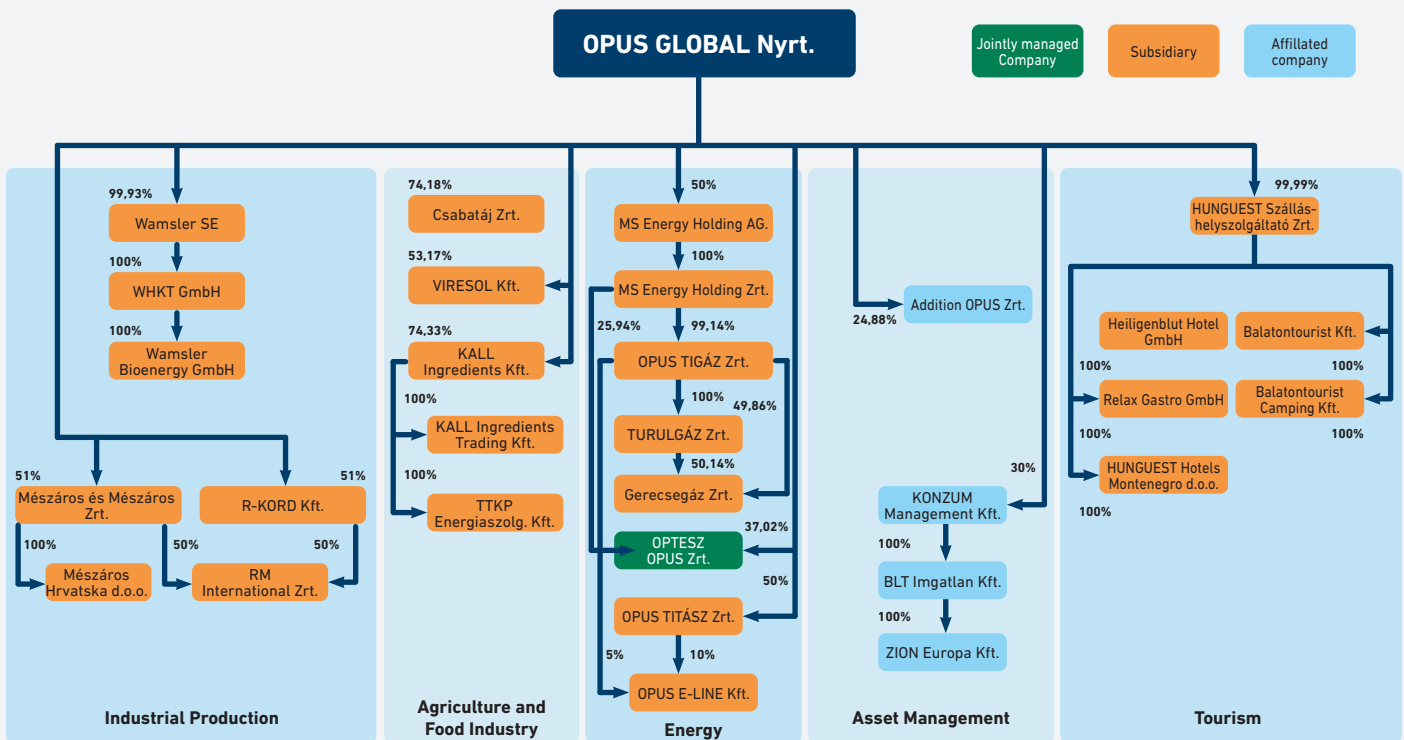 OPUS GLOBAL Nyrt.
Jointly managed
Company
Subsidiary
Affillated
company
99,93%
Wamsler SE
100%
WHKT GmbH
100%
Wamsler
Bioenergy GmbH
51%
Mészáros és Mészáros
Zrt.
51%
R-KORD Kft.
100%
50%
50%
Mészáros
Hrvatska d.o.o.
RM
International Zrt.
Industrial Production
74,18%
Csabatáj Zrt.
53,17%
VIRESOL Kft.
74,33%
KALL
Ingredients Kft.
100%
KALL Ingredients
Trading Kft.
100%
TTKP
Energiaszolg. Kft.
Agriculture and
Food Industry
50%
MS Energy Holding AG.
100%
MS Energy Holding Zrt.
25,94%
99,14%
OPUS TIGÁZ Zrt.
100%
49,86%
TURULGÁZ Zrt.
50,14%
Gerecsegáz Zrt.
37,02%
OPTESZ
OPUS Zrt.
50%
OPUS TITÁSZ Zrt.
5%
10%
OPUS E-LINE Kft.
Energy
24,88%
Addition OPUS Zrt.
30%
KONZUM
Management Kft.
100%
BLT Imgatlan Kft.
100%
ZION Europa Kft.
Asset Management
99,99%
HUNGUEST Szállás-
helyszolgáltató Zrt.
Heiligenblut Hotel
GmbH
Balatontourist Kft.
100%
100%
Relax Gastro GmbH
Balatontourist
Camping Kft.
100%
100%
HUNGUEST Hotels
Montenegro d.o.o.
100%
Tourism